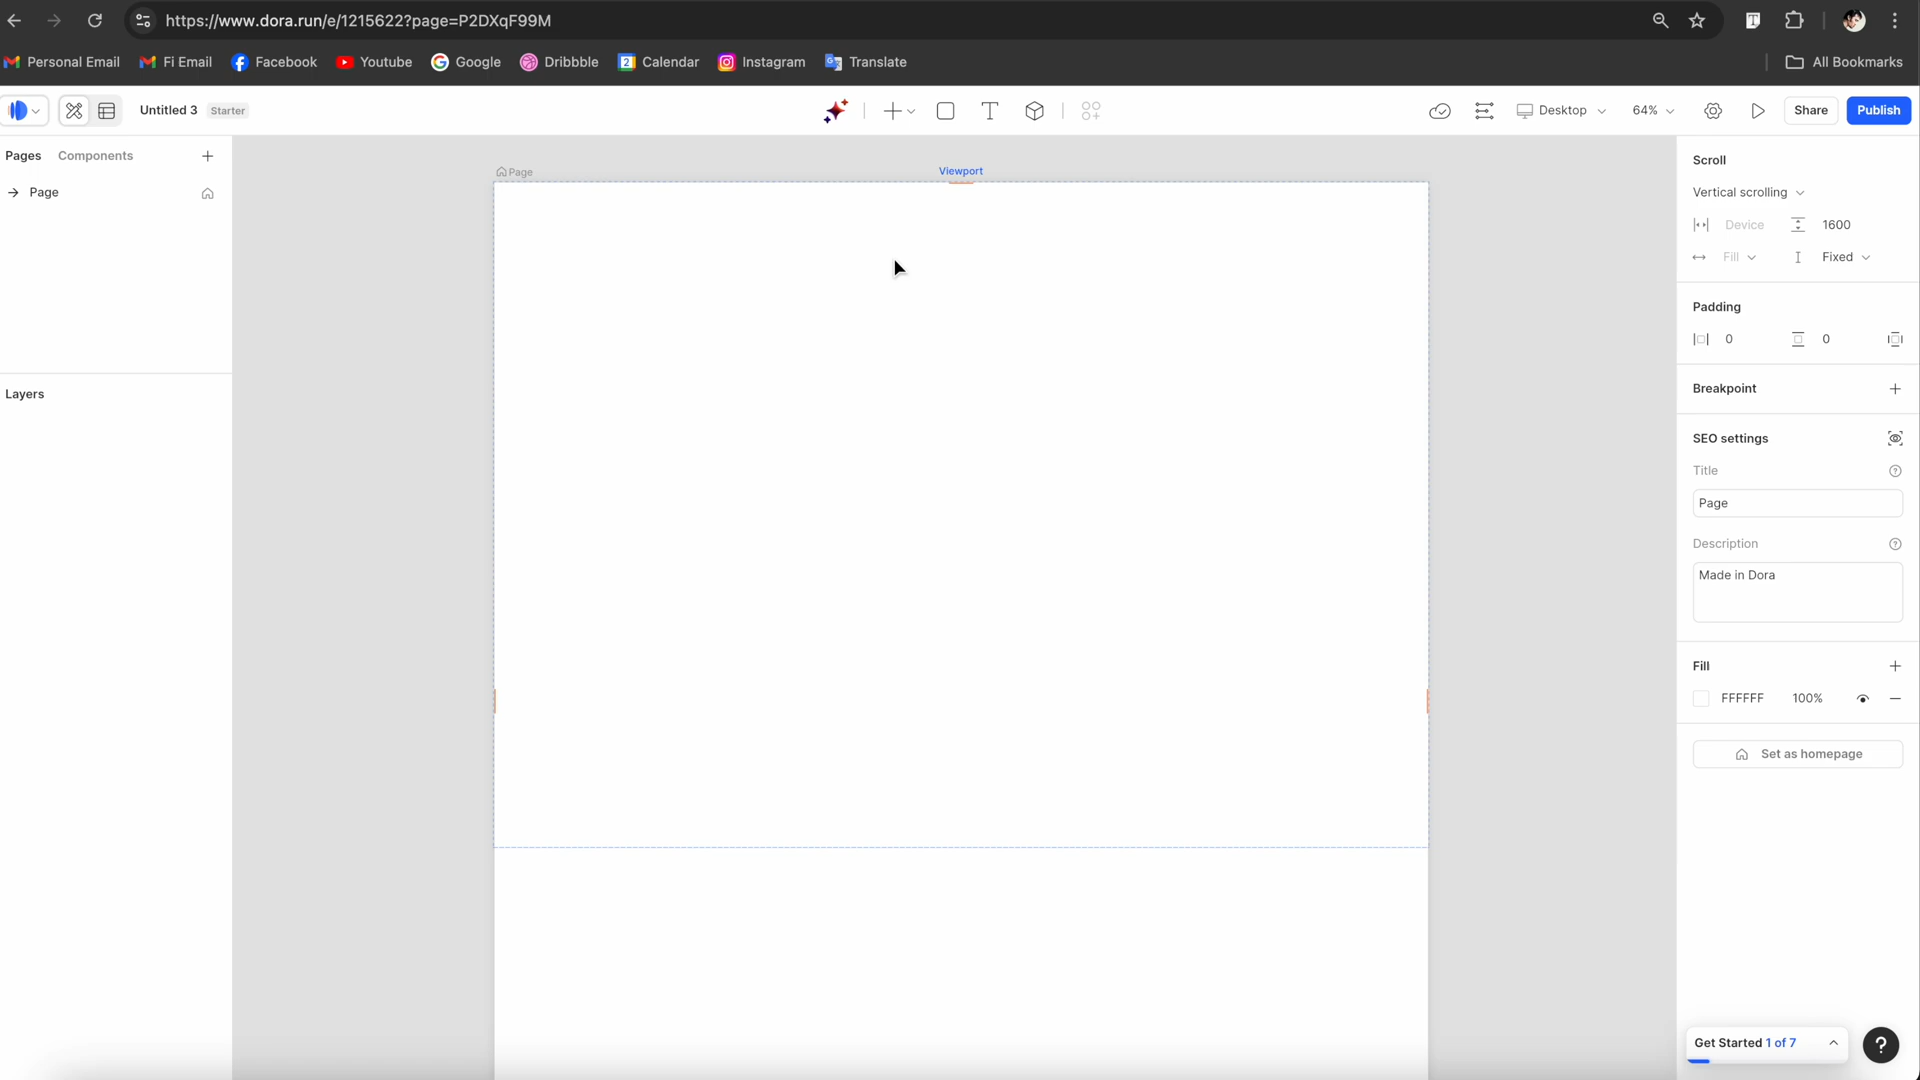 https://www.dora.run/e/1215622?page=P2DXqF99M
Personal Email Fi Email Facebook Youtube Google Dribbble 2 Calendar Instagram Translate All Bookmarks
Untitled 3 Starter Desktop 64% Share Publish
Pages Components
Page
Layers
Page
Viewport
Scroll
Vertical scrolling
Device 1600
Fill Fixed
Padding
0 0
Breakpoint
SEO settings
Title
Page
Description
Made in Dora
Fill
FFFFFF 100%
Set as homepage
Get Started 1 of 7
?